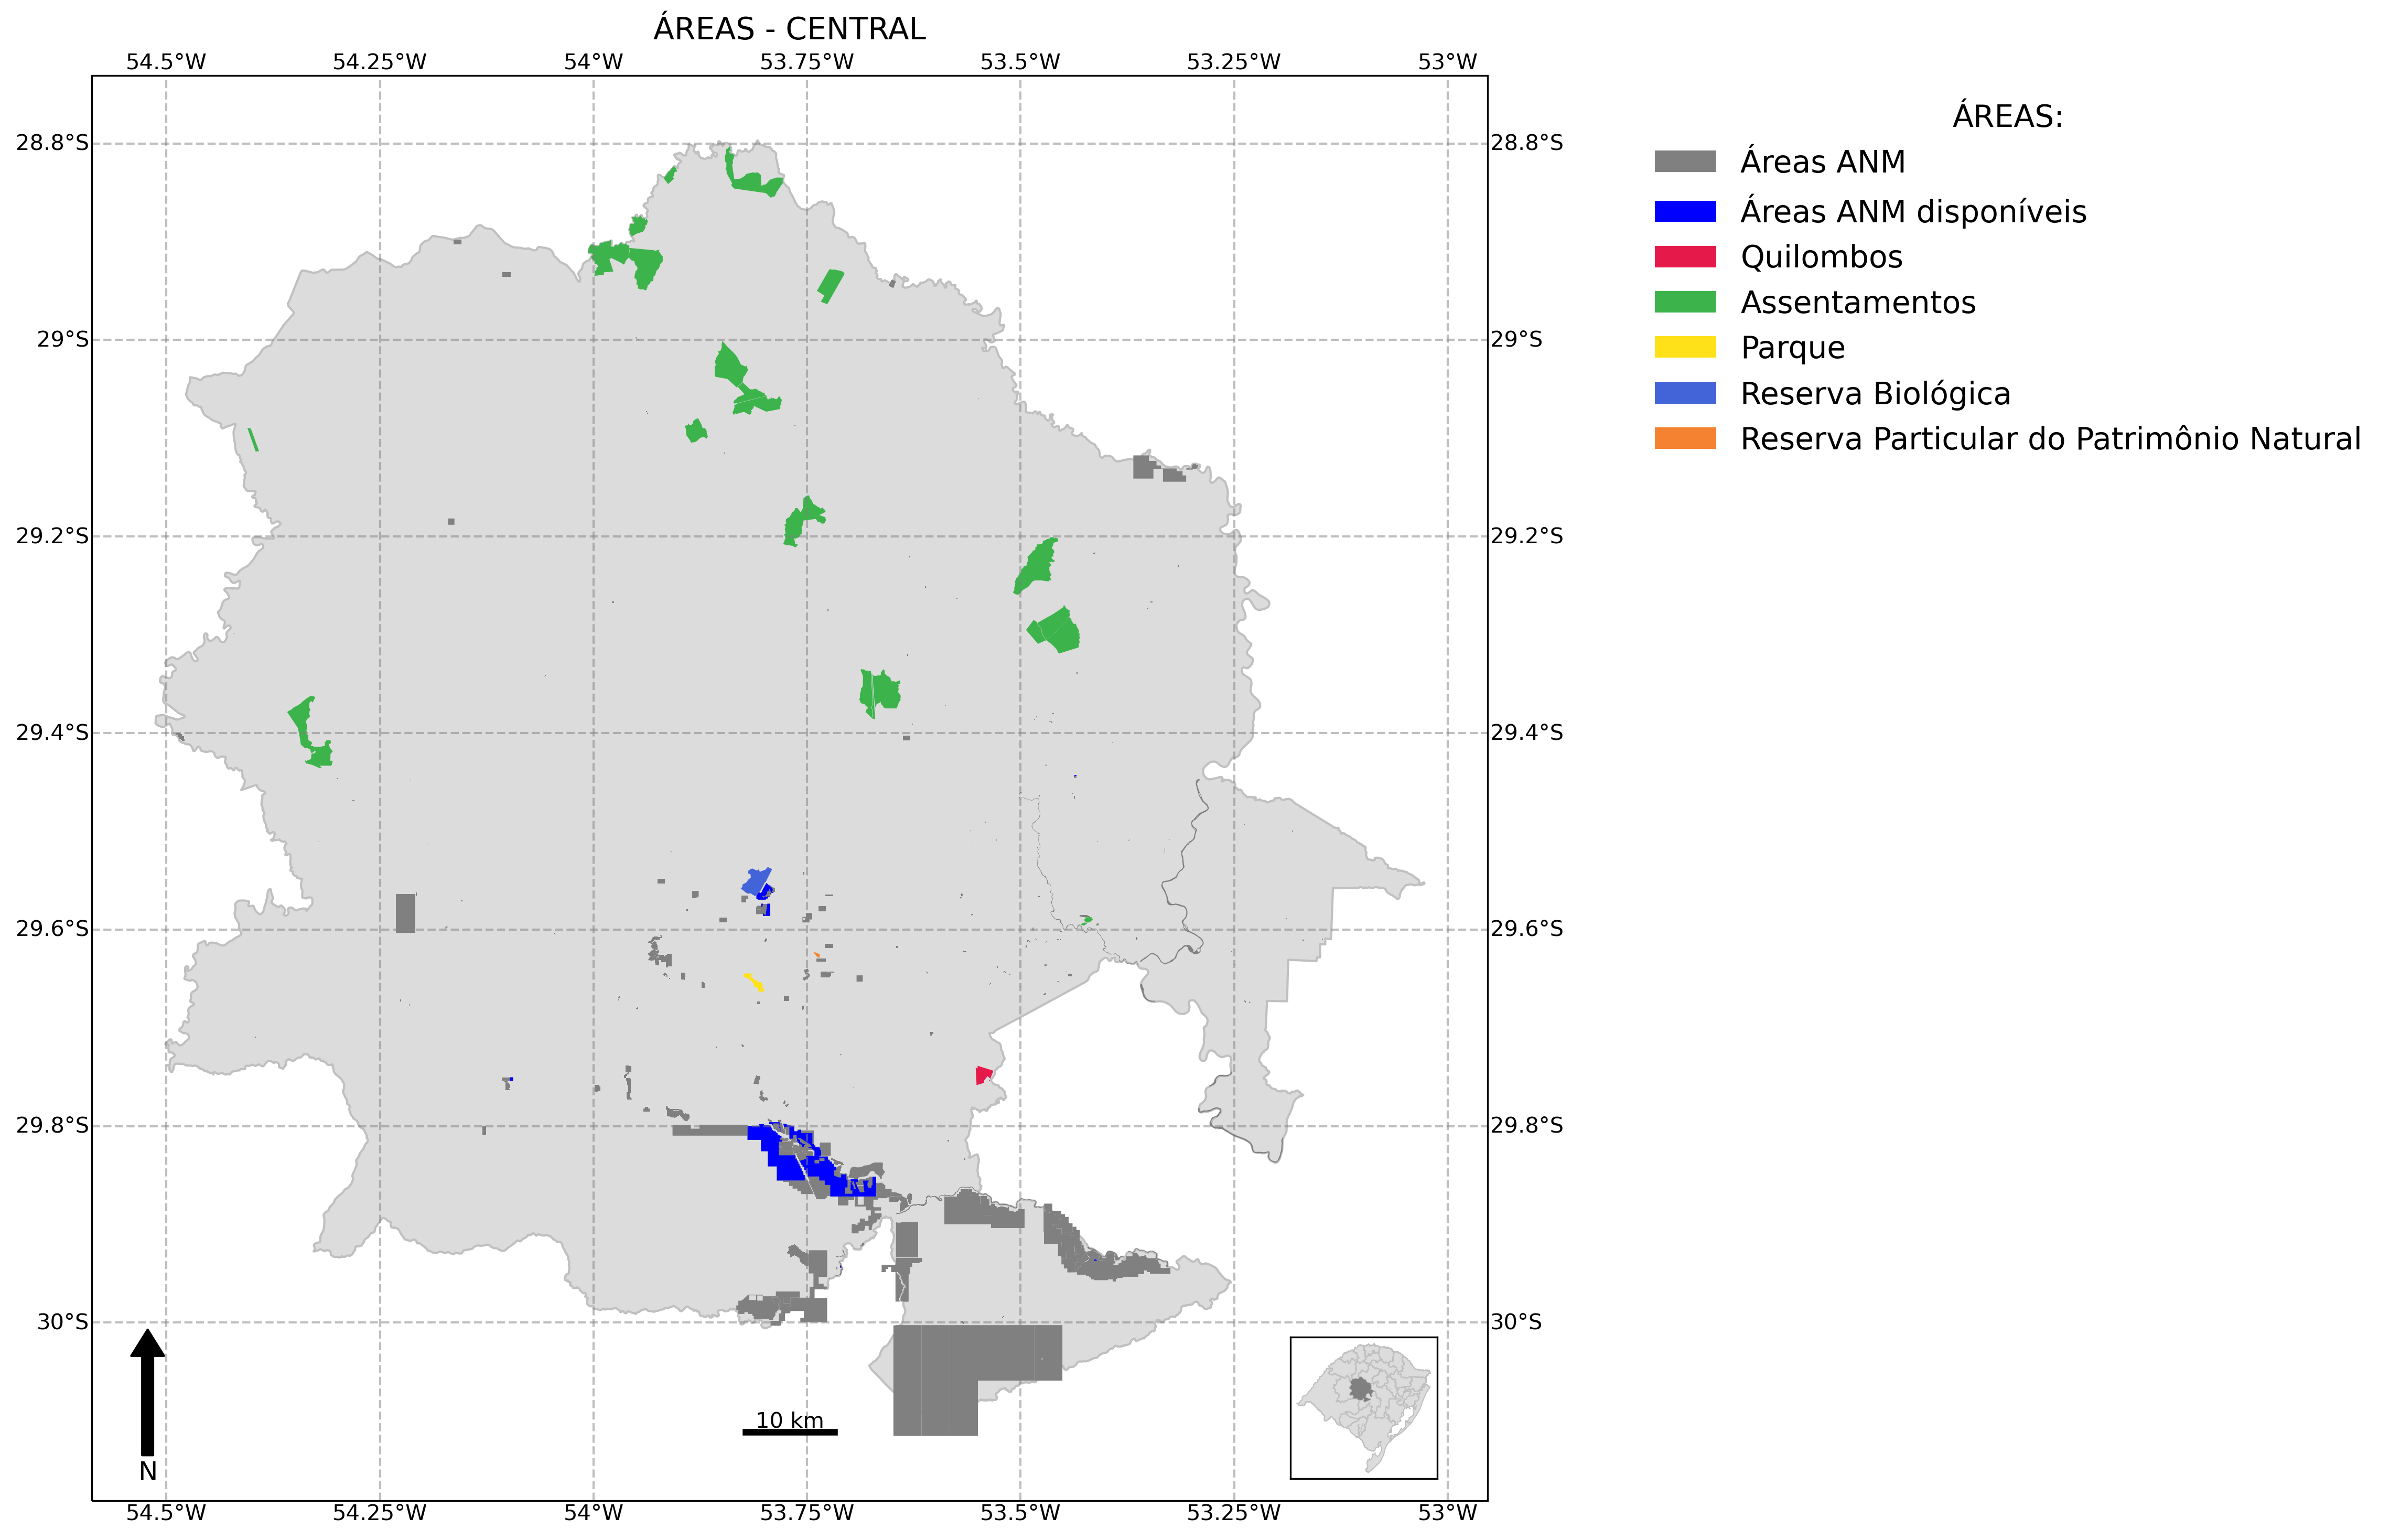 ÁREAS - CENTRAL
54.5°W 54.25°W 54°W 53.75°W 53.5°W 53.25°W 53°W
28.8°S 28.8°S
29°S 29°S
29.2°S 29.2°S
29.4°S 29.4°S
29.6°S 29.6°S
29.8°S 29.8°S
30°S 30°S
10 km
N
54.5°W 54.25°W 54°W 53.75°W 53.5°W 53.25°W 53°W
ÁREAS:
Áreas ANM
Áreas ANM disponíveis
Quilombos
Assentamentos
Parque
Reserva Biológica
Reserva Particular do Patrimônio Natural